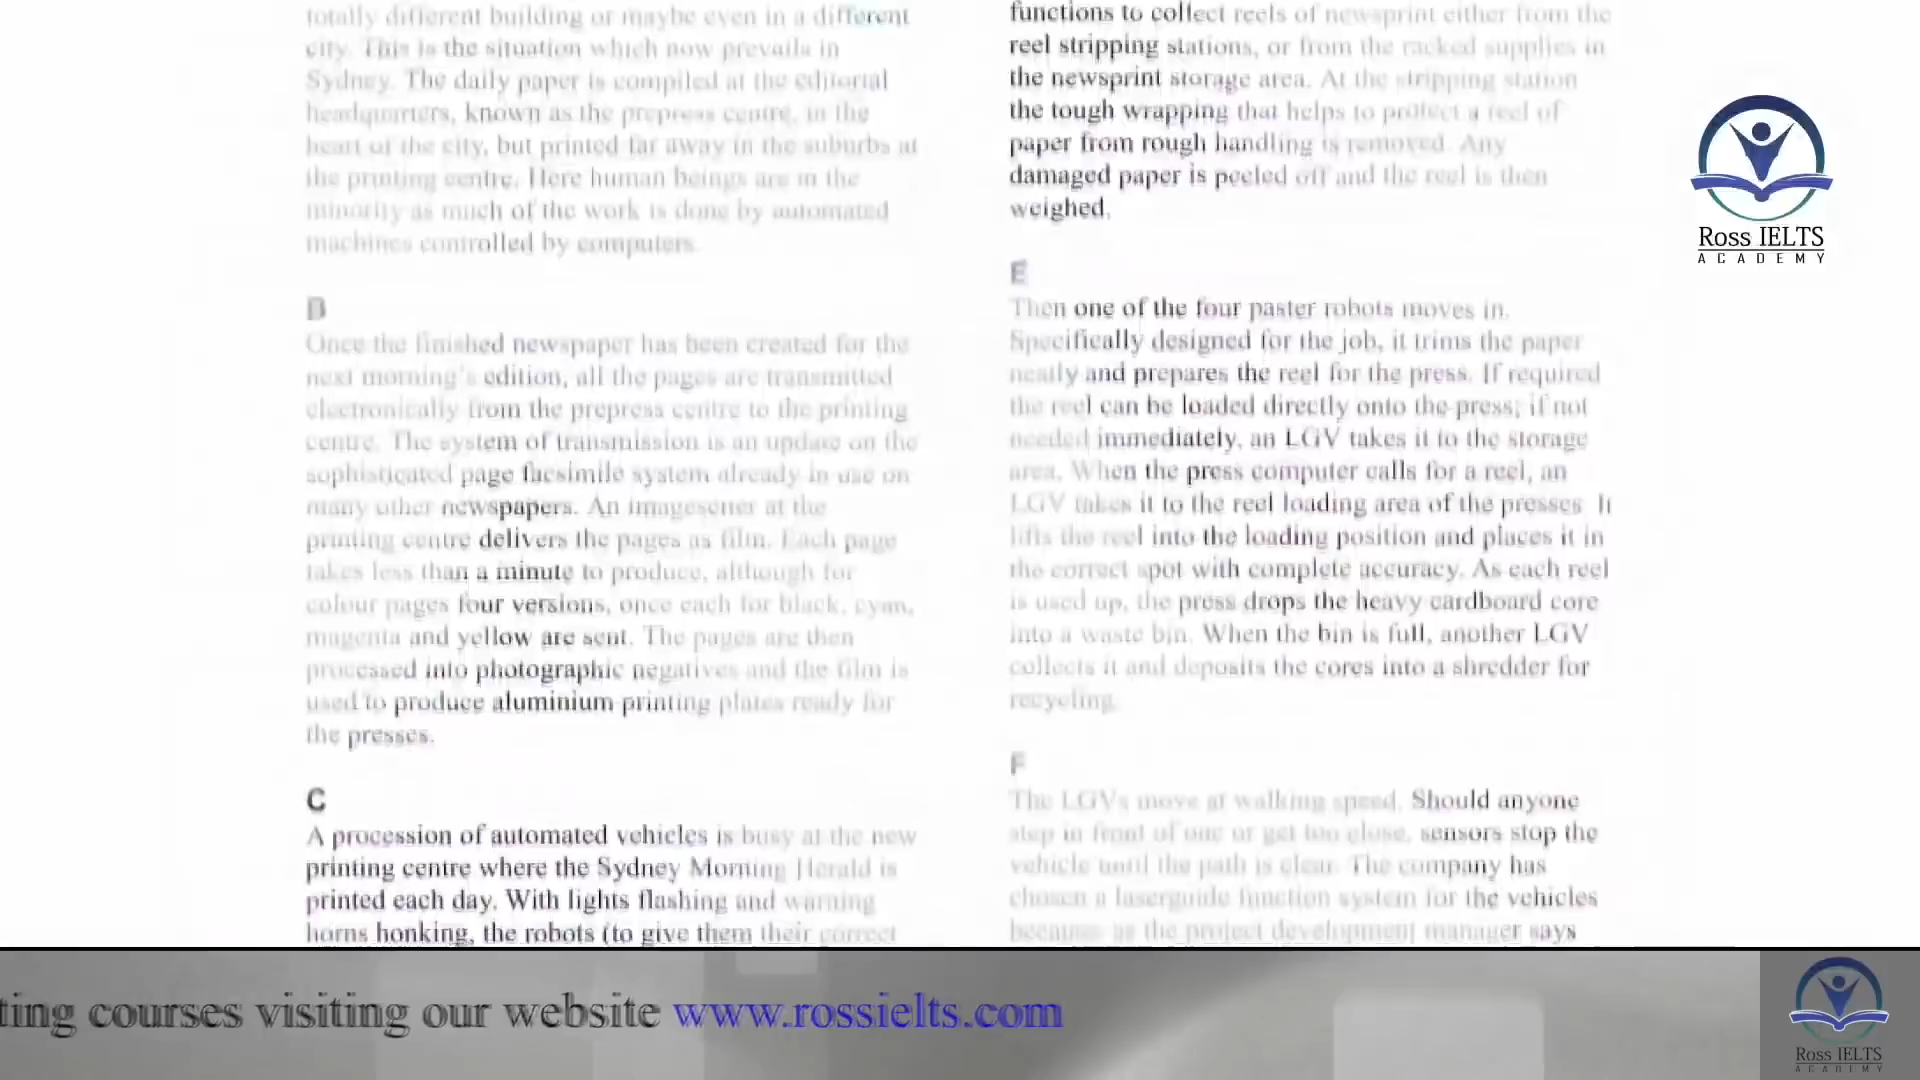 totally different building or maybe even in a different
city. This is the situation which now prevails in
Sydney. The daily paper is compiled at the editorial
headquarters, known as the prepress centre, in the
heart of the city, but printed far away in the suburbs at
the printing centre. Here human beings are in the
minority as much of the work is done by automated
machines controlled by computers.
B
Once the finished newspaper has been created for the
next morning's edition, all the pages are transmitted
electronically from the prepress centre to the printing
centre. The system of transmission is an update on the
sophisticated page facsimile system already in use on
many other newspapers. An imagesetter at the
printing centre delivers the pages as film. Each page
takes less than a minute to produce, although for
colour pages four versions, once each for black, cyan,
magenta and yellow are sent. The pages are then
processed into photographic negatives and the film is
used to produce aluminium printing plates ready for
the presses.
C
A procession of automated vehicles is busy at the new
printing centre where the Sydney Morning Herald is
printed each day. With lights flashing and warning
horns honking, the robots (to give them their correct
functions to collect reels of newsprint either from the
reel stripping stations, or from the racked supplies in
the newsprint storage area. At the stripping station
the tough wrapping that helps to protect a reel of
paper from rough handling is removed. Any
damaged paper is peeled off and the reel is then
weighed.
E
Then one of the four paster robots moves in.
Specifically designed for the job, it trims the paper
neatly and prepares the reel for the press. If required
the reel can be loaded directly onto the press; if not
needed immediately, an LGV takes it to the storage
area. When the press computer calls for a reel, an
LGV takes it to the reel loading area of the presses. It
lifts the reel into the loading position and places it in
the correct spot with complete accuracy. As each reel
is used up, the press drops the heavy cardboard core
into a waste bin. When the bin is full, another LGV
collects it and deposits the cores into a shredder for
recycling.
F
The LGVs move at walking speed. Should anyone
step in front of one or get too close, sensors stop the
vehicle until the path is clear. The company has
chosen a laserguide function system for the vehicles
because, as the project development manager says
Ross IELTS
ACADEMY
ting courses visiting our website www.rossielts.com
Ross IELTS
ACADEMY